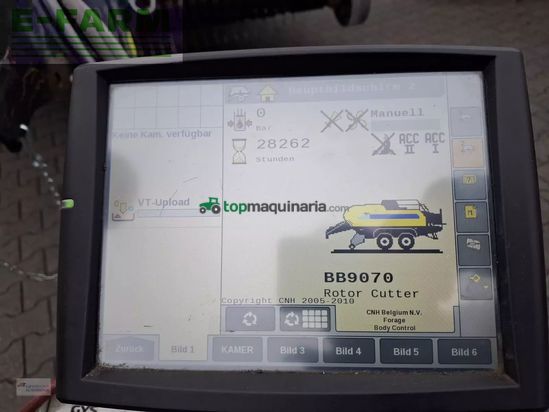 E-FARM
Hauptbildschirm 2
Keine Kam. verfügbar
0
Bar
Manuell
28262
Stunden
ACC
II
ACC
I
VT-Upload
topmaquinaria.com
BB9070
Rotor Cutter
Copyright CNH 2005-2010
CNH Belgium N.V.
Forage
Body Control
Zurück
Bild 1
KAMER
Bild 3
Bild 4
Bild 5
Bild 6